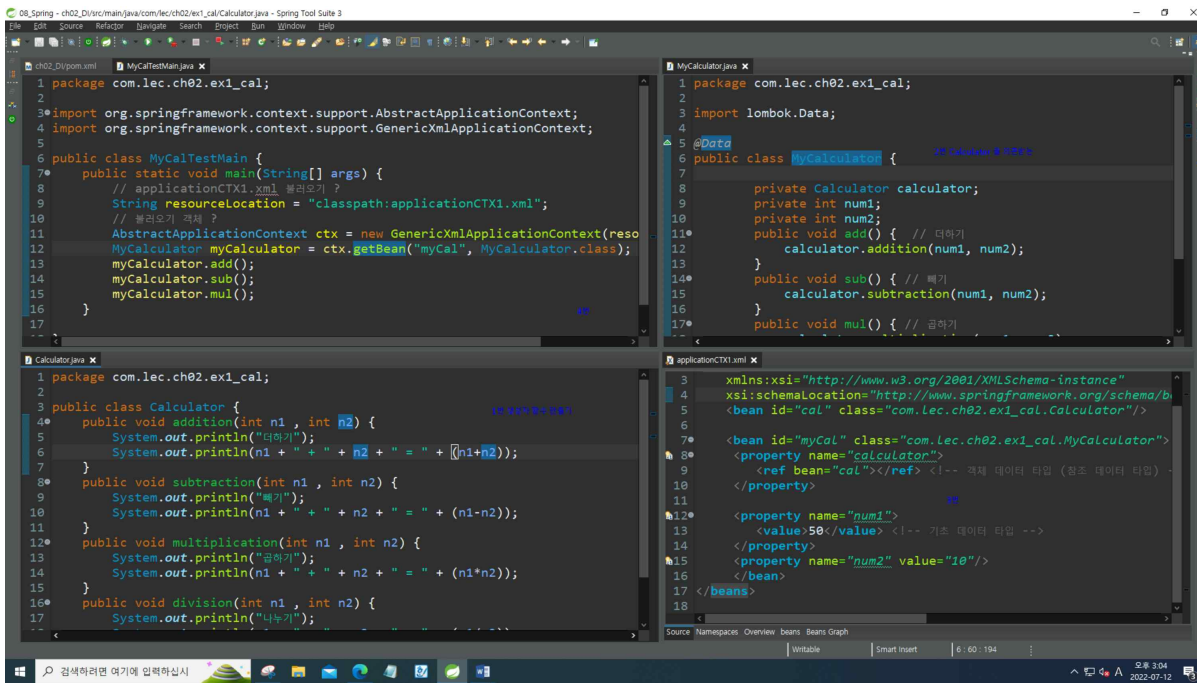 08_Spring - ch02_DI/src/main/java/com/lec/ch02/ex1_cal/Calculator.java - Spring Tool Suite 3
File Edit Source Refactor Navigate Search Project Run Window Help
ch02_DI/pom.xml MyCalTestMain.java
1 package com.lec.ch02.ex1_cal;
2
3 import org.springframework.context.support.AbstractApplicationContext;
4 import org.springframework.context.support.GenericXmlApplicationContext;
5
6 public class MyCalTestMain {
7 public static void main(String[] args) {
8 // applicationCTX1.xml 불러오기 ?
9 String resourceLocation = "classpath:applicationCTX1.xml";
10 // 불러오기 객체 ?
11 AbstractApplicationContext ctx = new GenericXmlApplicationContext(reso
12 MyCalculator myCalculator = ctx.getBean("myCal", MyCalculator.class);
13 myCalculator.add();
14 myCalculator.sub();
15 myCalculator.mul();
16 }
17
MyCalculator.java
1 package com.lec.ch02.ex1_cal;
2
3 import lombok.Data;
4
5 @Data
6 public class MyCalculator {
7
8 private Calculator calculator;
9 private int num1;
10 private int num2;
11 public void add() { // 더하기
12 calculator.addition(num1, num2);
13 }
14 public void sub() { // 빼기
15 calculator.subtraction(num1, num2);
16 }
17 public void mul() { // 곱하기
Calculator.java
1 package com.lec.ch02.ex1_cal;
2
3 public class Calculator {
4 public void addition(int n1 , int n2) {
5 System.out.println("더하기");
6 System.out.println(n1 + " + " + n2 + " = " + (n1+n2));
7 }
8 public void subtraction(int n1 , int n2) {
9 System.out.println("빼기");
10 System.out.println(n1 + " + " + n2 + " = " + (n1-n2));
11 }
12 public void multiplication(int n1 , int n2) {
13 System.out.println("곱하기");
14 System.out.println(n1 + " + " + n2 + " = " + (n1*n2));
15 }
16 public void division(int n1 , int n2) {
17 System.out.println("나누기");
applicationCTX1.xml
3 xmlns:xsi="http://www.w3.org/2001/XMLSchema-instance"
4 xsi:schemaLocation="http://www.springframework.org/schema/b
5 <bean id="cal" class="com.lec.ch02.ex1_cal.Calculator"/>
6
7 <bean id="myCal" class="com.lec.ch02.ex1_cal.MyCalculator">
8 <property name="calculator">
9 <ref bean="cal"></ref> <!-- 객체 데이터 타입 (참조 데이터 타입) -
10 </property>
11
12 <property name="num1">
13 <value>50</value> <!-- 기초 데이터 타입 -->
14 </property>
15 <property name="num2" value="10"/>
16 </bean>
17 </beans>
18
Source Namespaces Overview beans Beans Graph
Writable Smart Insert 6 : 60 : 194
검색하려면 여기에 입력하십시
A 오후 3:04
2022-07-12